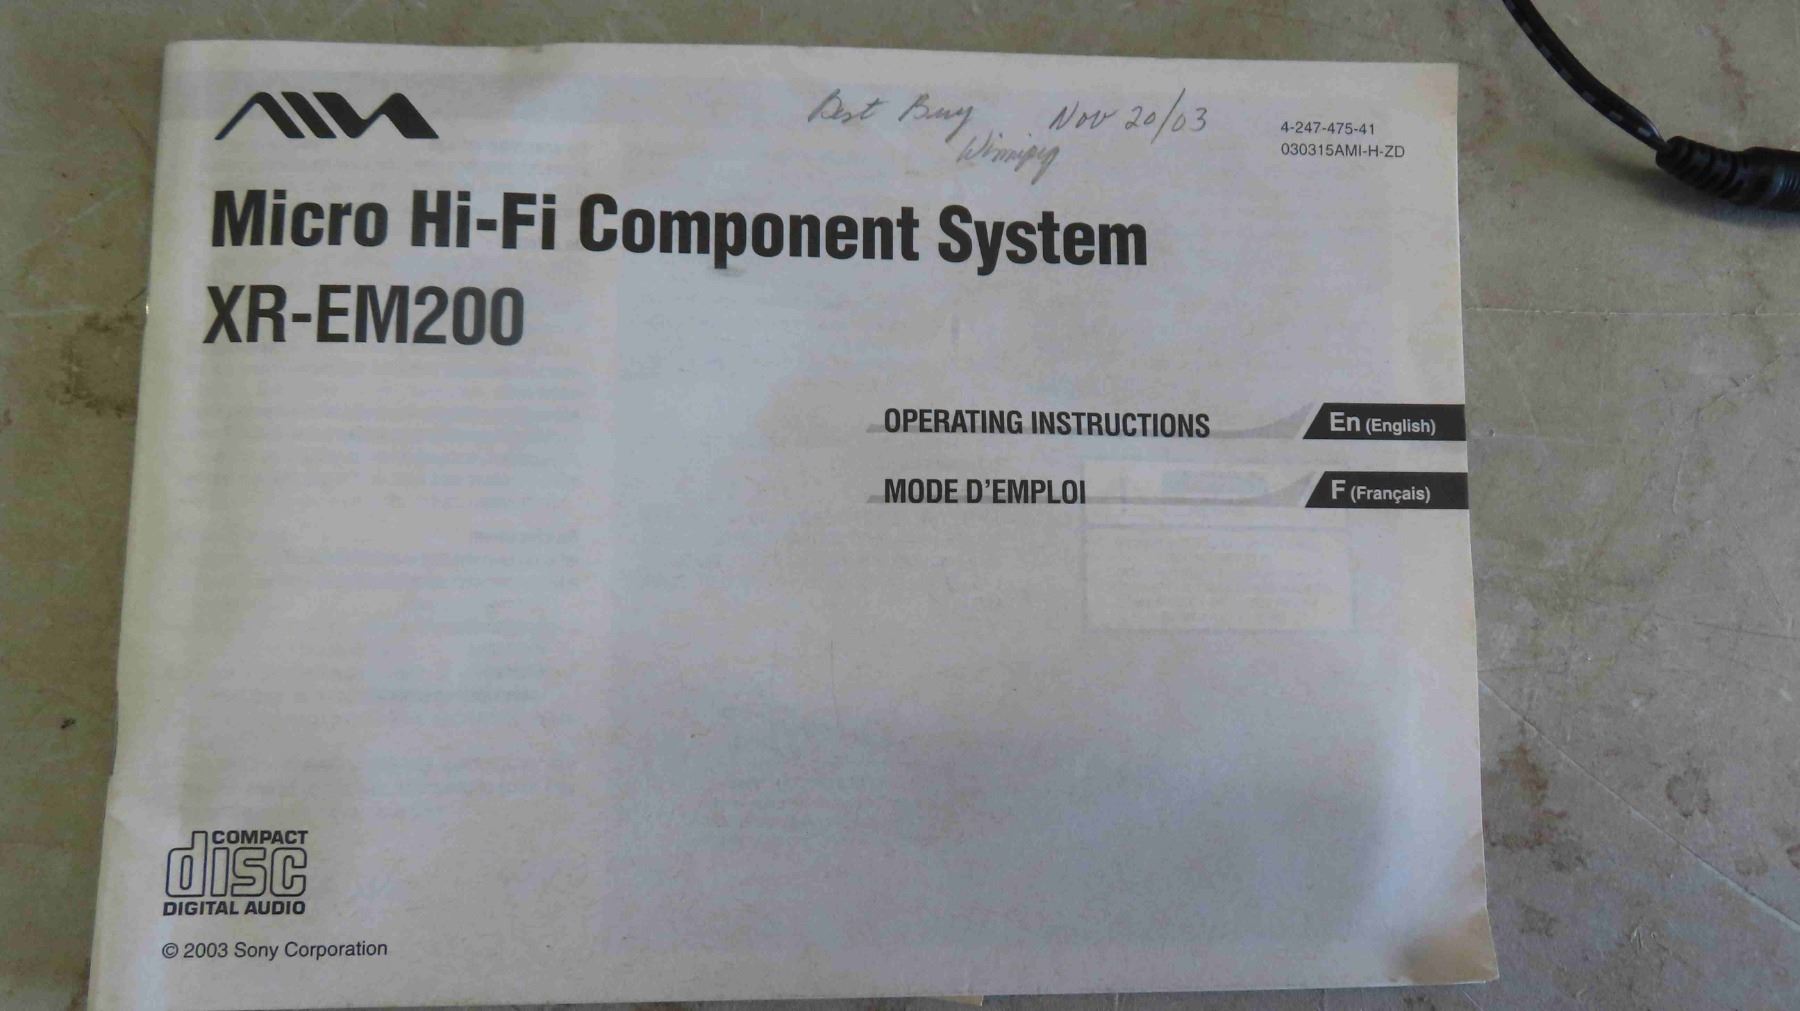 AIWA
Best Buy Nov 20/03
Winnipeg
4-247-475-41
030315AMI-H-ZD
Micro Hi-Fi Component System
XR-EM200
OPERATING INSTRUCTIONS
En (English)
MODE D'EMPLOI
F (Français)
COMPACT
disc
DIGITAL AUDIO
© 2003 Sony Corporation